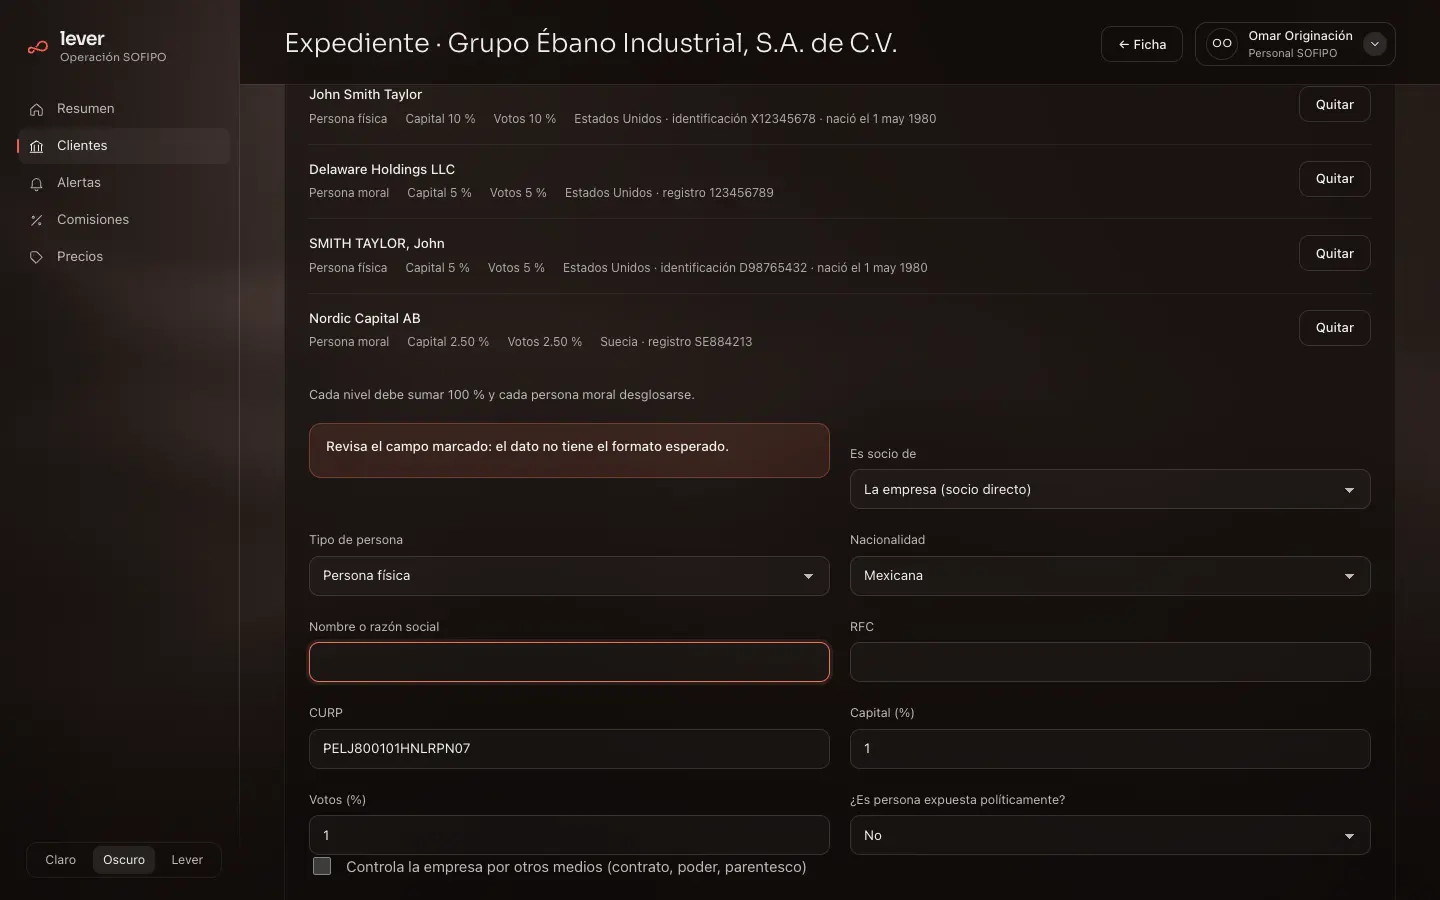 lever
Operación SOFIPO
Expediente · Grupo Ébano Industrial, S.A. de C.V.
← Ficha
OO
Omar Originación
Personal SOFIPO
Resumen
Clientes
Alertas
Comisiones
Precios
John Smith Taylor
Persona física Capital 10 % Votos 10 % Estados Unidos · identificación X12345678 · nació el 1 may 1980
Quitar
Delaware Holdings LLC
Persona moral Capital 5 % Votos 5 % Estados Unidos · registro 123456789
Quitar
SMITH TAYLOR, John
Persona física Capital 5 % Votos 5 % Estados Unidos · identificación D98765432 · nació el 1 may 1980
Quitar
Nordic Capital AB
Persona moral Capital 2.50 % Votos 2.50 % Suecia · registro SE884213
Quitar
Cada nivel debe sumar 100 % y cada persona moral desglosarse.
Revisa el campo marcado: el dato no tiene el formato esperado.
Es socio de
La empresa (socio directo)
Tipo de persona
Persona física
Nacionalidad
Mexicana
Nombre o razón social
RFC
CURP
PELJ800101HNLRPN07
Capital (%)
1
Votos (%)
1
¿Es persona expuesta políticamente?
No
Controla la empresa por otros medios (contrato, poder, parentesco)
Claro
Oscuro
Lever